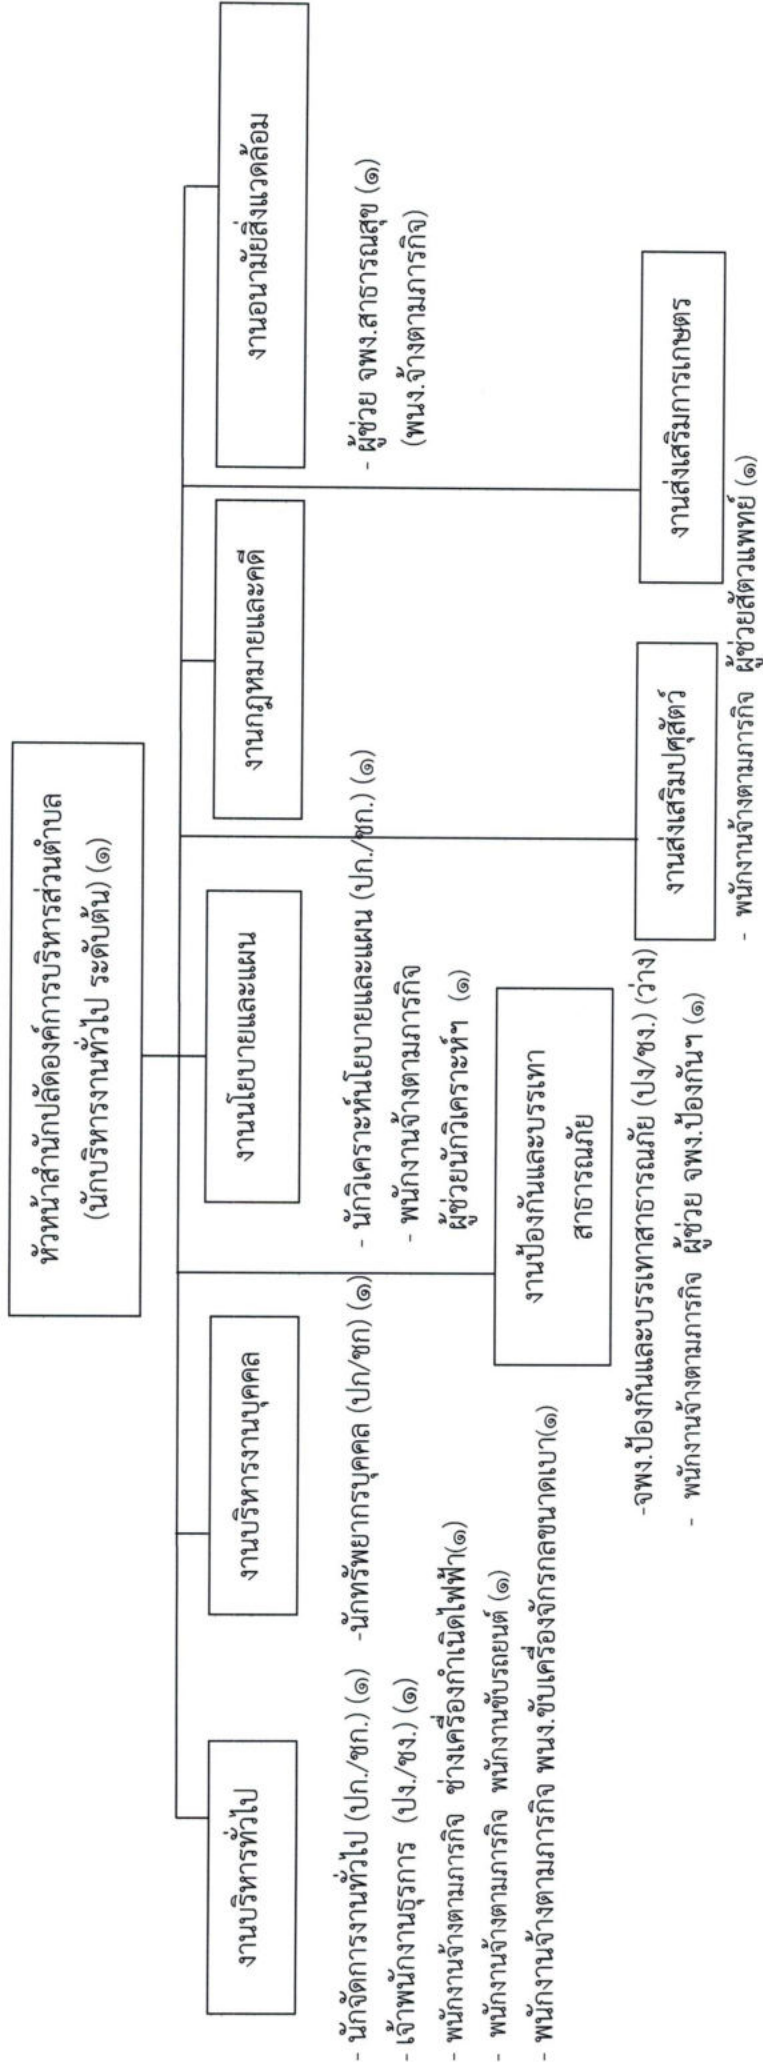 หัวหน้าสำนักปลัดองค์การบริหารส่วนตำบล
(นักบริหารงานทั่วไป ระดับต้น) (๑)
งานบริหารทั่วไป
- นักจัดการงานทั่วไป (ปก./ชก.) (๑)
- เจ้าพนักงานธุรการ (ปง./ชง.) (๑)
- พนักงานจ้างตามภารกิจ ช่างเครื่องกำเนิดไฟฟ้า(๑)
- พนักงานจ้างตามภารกิจ พนักงานขับรถยนต์ (๑)
- พนักงานจ้างตามภารกิจ พนง.ขับเครื่องจักรกลขนาดเบา(๑)
งานบริหารงานบุคคล
-นักทรัพยากรบุคคล (ปก/ชก) (๑)
งานนโยบายและแผน
- นักวิเคราะห์นโยบายและแผน (ปก./ชก.) (๑)
- พนักงานจ้างตามภารกิจ
ผู้ช่วยนักวิเคราะห์ฯ (๑)
งานกฎหมายและคดี
งานอนามัยสิ่งแวดล้อม
- ผู้ช่วย จพง.สาธารณสุข (๑)
(พนง.จ้างตามภารกิจ)
งานป้องกันและบรรเทา
สาธารณภัย
-จพง.ป้องกันและบรรเทาสาธารณภัย (ปง/ชง.) (ว่าง)
- พนักงานจ้างตามภารกิจ ผู้ช่วย จพง.ป้องกันฯ (๑)
งานส่งเสริมปศุสัตว์
- พนักงานจ้างตามภารกิจ ผู้ช่วยสัตวแพทย์ (๑)
งานส่งเสริมการเกษตร